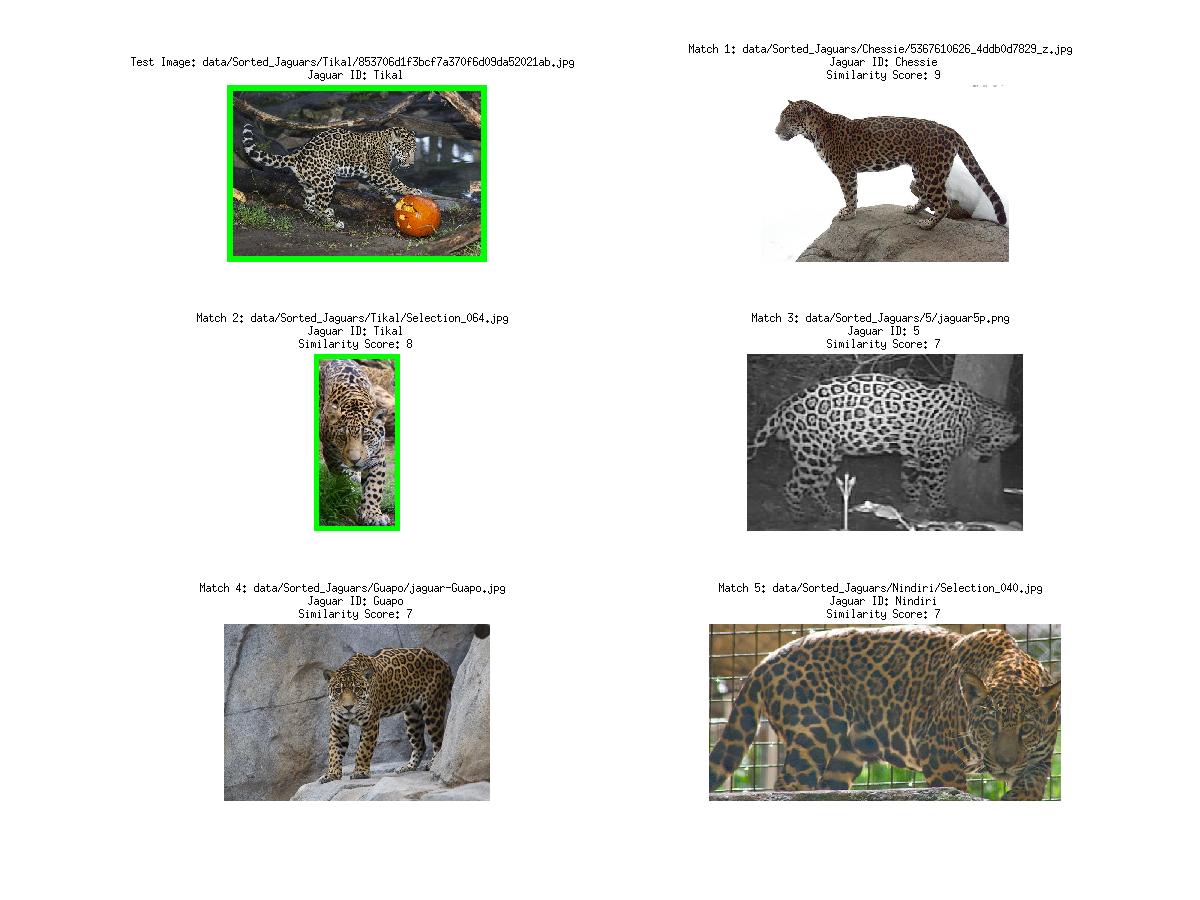 Test Image: data/Sorted_Jaguars/Tikal/853706d1f3bcf7a370f6d09da52021ab.jpg
Jaguar ID: Tikal
Match 1: data/Sorted_Jaguars/Chessie/5367610626_4ddb0d7829_z.jpg
Jaguar ID: Chessie
Similarity Score: 9
Match 2: data/Sorted_Jaguars/Tikal/Selection_064.jpg
Jaguar ID: Tikal
Similarity Score: 8
Match 3: data/Sorted_Jaguars/5/jaguar5p.png
Jaguar ID: 5
Similarity Score: 7
Match 4: data/Sorted_Jaguars/Guapo/jaguar-Guapo.jpg
Jaguar ID: Guapo
Similarity Score: 7
Match 5: data/Sorted_Jaguars/Nindiri/Selection_040.jpg
Jaguar ID: Nindiri
Similarity Score: 7